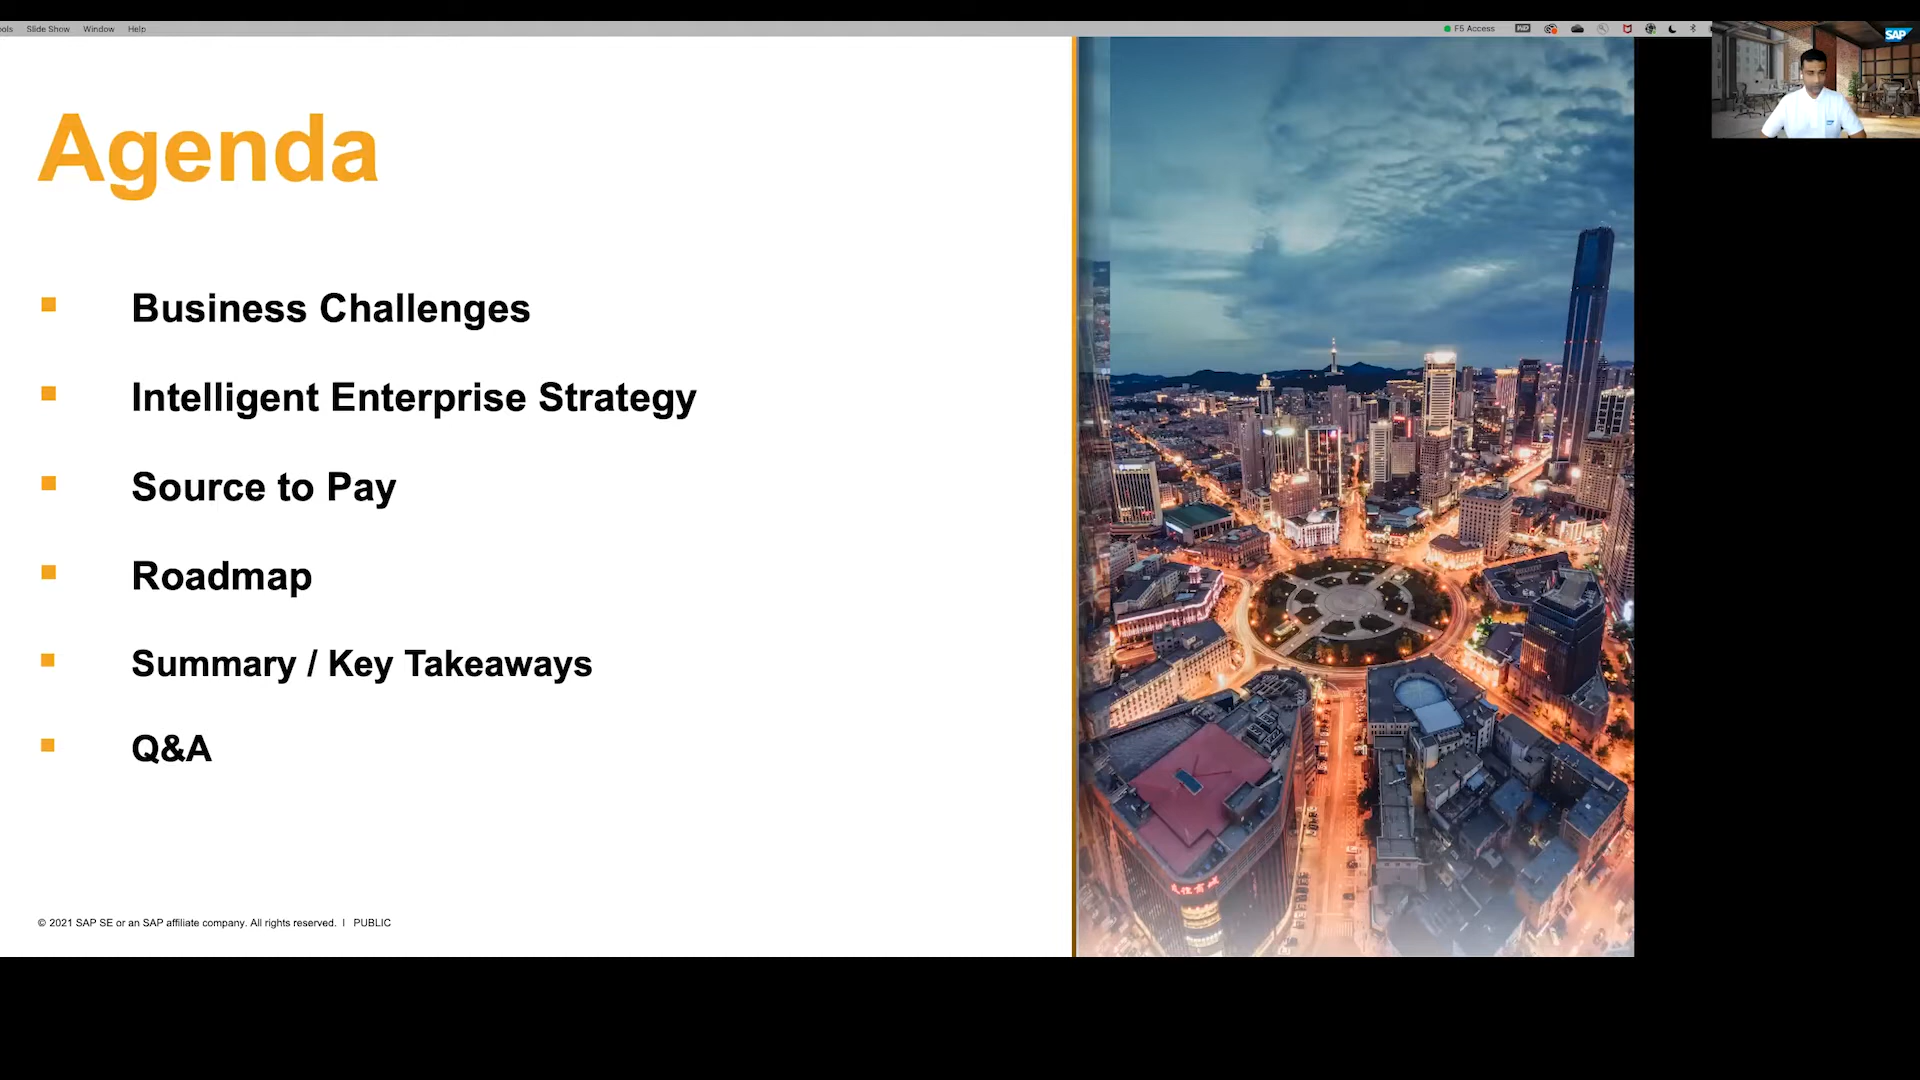 ools Slide Show Window Help
F5 Access
SAP
Agenda
Business Challenges
Intelligent Enterprise Strategy
Source to Pay
Roadmap
Summary / Key Takeaways
Q&A
© 2021 SAP SE or an SAP affiliate company. All rights reserved. I PUBLIC